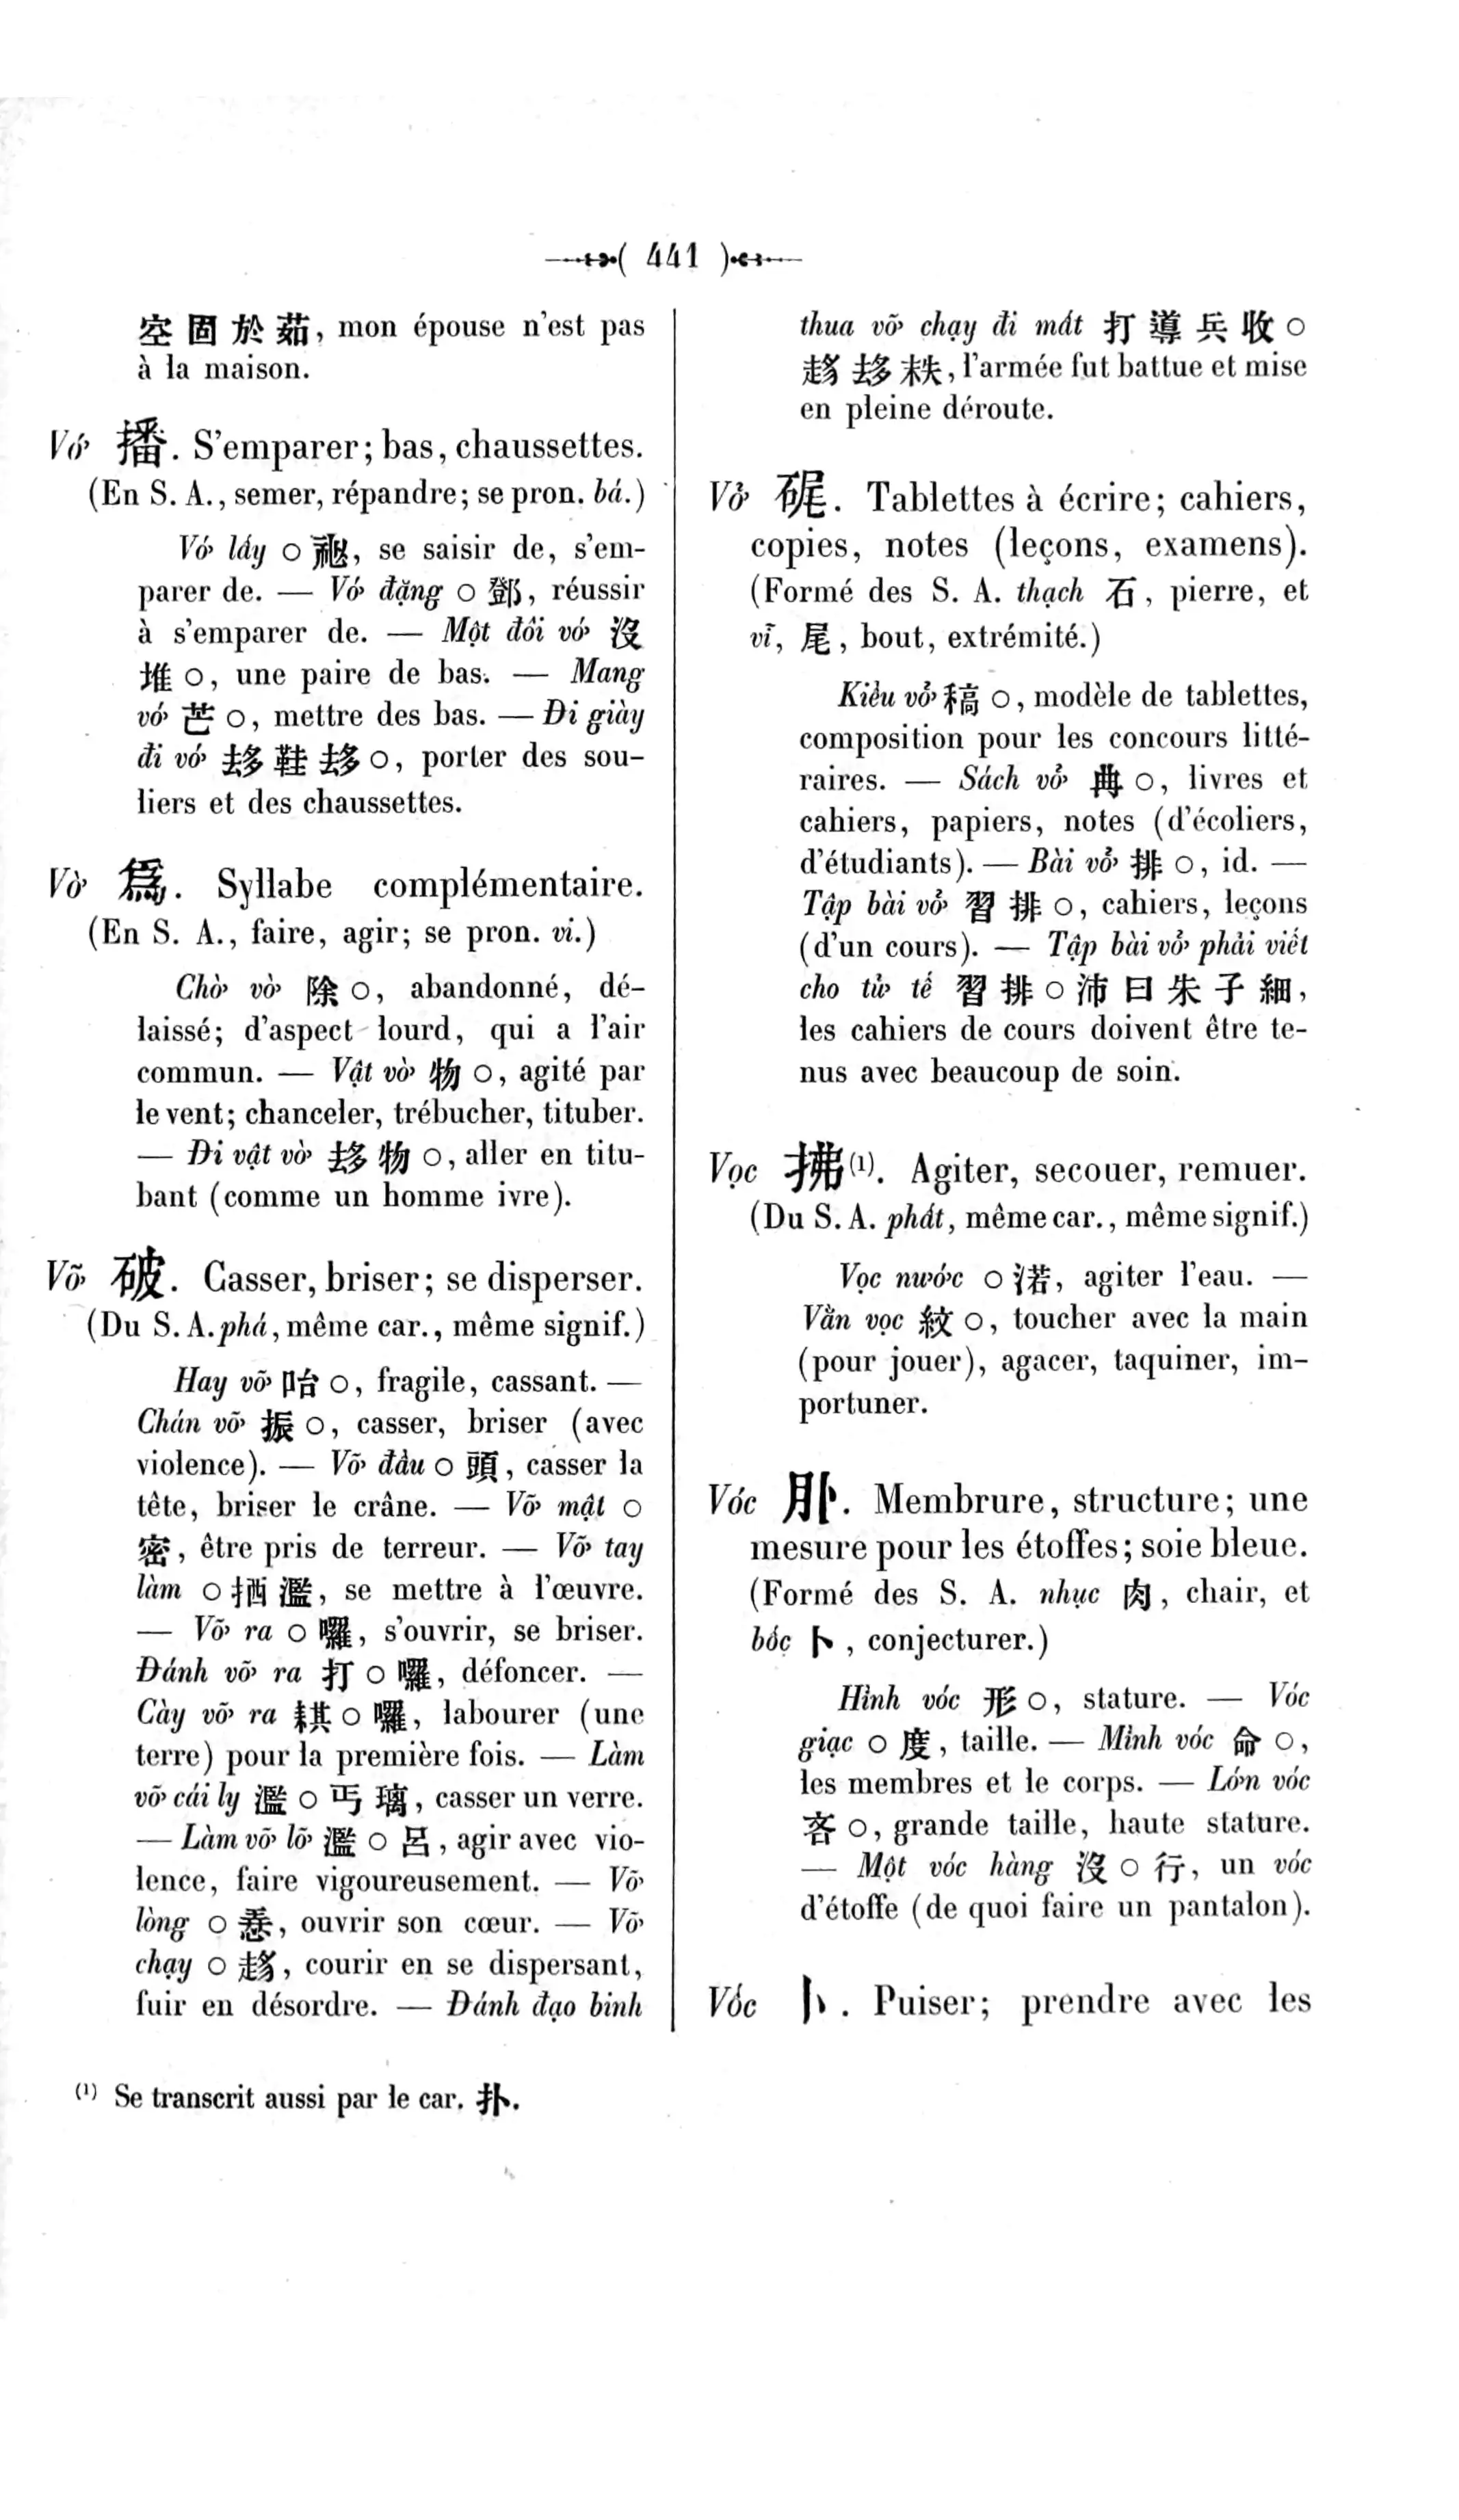 ( 441 )
空 固 於 茹, mon épouse n'est pas
à la maison.
Vớ 播. S'emparer; bas, chaussettes.
(En S. A., semer, répandre; se pron. bá.)
Vớ lấy ○ 𥙩, se saisir de, s'em-
parer de. — Vớ đặng ○ 鄧, réussir
à s'emparer de. — Một đôi vớ 沒
堆 ○, une paire de bas. — Mang
vớ 芒 ○, mettre des bas. — Đi giày
đi vớ 𠫾 鞋 𠫾 ○, porter des sou-
liers et des chaussettes.
Vờ 爲. Syllabe complémentaire.
(En S. A., faire, agir; se pron. vi.)
Chờ vờ 除 ○, abandonné, dé-
laissé; d'aspect lourd, qui a l'air
commun. — Vật vờ 物 ○, agité par
le vent; chanceler, trébucher, tituber.
— Đi vật vờ 𠫾 物 ○, aller en titu-
bant (comme un homme ivre).
Vỡ 破. Casser, briser; se disperser.
(Du S. A. phá, même car., même signif.)
Hay vỡ 咍 ○, fragile, cassant. —
Chán vỡ 振 ○, casser, briser (avec
violence). — Vỡ đầu ○ 頭, casser la
tête, briser le crâne. — Vỡ mật ○
密, être pris de terreur. — Vỡ tay
làm ○ 拪 濫, se mettre à l'œuvre.
— Vỡ ra ○ 囉, s'ouvrir, se briser.
Đánh vỡ ra 打 ○ 囉, défoncer. —
Cày vỡ ra 𦓿 ○ 囉, labourer (une
terre) pour la première fois. — Làm
vỡ cái ly 濫 ○ 丐 璃, casser un verre.
— Làm vỡ lỡ 濫 ○ 呂, agir avec vio-
lence, faire vigoureusement. — Vỡ
lòng ○ 𢚸, ouvrir son cœur. — Vỡ
chạy ○ 趍, courir en se dispersant,
fuir en désordre. — Đánh đạo binh
thua vỡ chạy đi mất 打 導 兵 收 ○
趍 𠫾 𠅒, l'armée fut battue et mise
en pleine déroute.
Vở 𥑓. Tablettes à écrire; cahiers,
copies, notes (leçons, examens).
(Formé des S. A. thạch 石, pierre, et
vĩ, 尾, bout, extrémité.)
Kiểu vở 稿 ○, modèle de tablettes,
composition pour les concours litté-
raires. — Sách vở 典 ○, livres et
cahiers, papiers, notes (d'écoliers,
d'étudiants). — Bài vở 排 ○, id. —
Tập bài vở 習 排 ○, cahiers, leçons
(d'un cours). — Tập bài vở phải viết
cho tử tế 習 排 ○ 沛 曰 朱 子 細,
les cahiers de cours doivent être te-
nus avec beaucoup de soin.
Vọc 拂(1). Agiter, secouer, remuer.
(Du S. A. phất, même car., même signif.)
Vọc nước ○ 渃, agiter l'eau. —
Vằn vọc 紋 ○, toucher avec la main
(pour jouer), agacer, taquiner, im-
portuner.
Vóc 𦘺. Membrure, structure; une
mesure pour les étoffes; soie bleue.
(Formé des S. A. nhục 肉, chair, et
bốc 卜, conjecturer.)
Hình vóc 形 ○, stature. — Vóc
giạc ○ 度, taille. — Mình vóc 命 ○,
les membres et le corps. — Lớn vóc
吝 ○, grande taille, haute stature.
— Một vóc hàng 沒 ○ 行, un vóc
d'étoffe (de quoi faire un pantalon).
Vốc 卜. Puiser; prendre avec les
(1) Se transcrit aussi par le car. 扑.